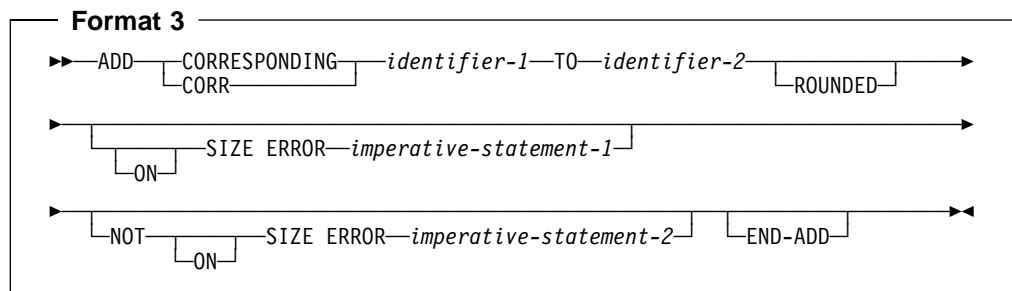 Format 3
ADD CORRESPONDING identifier-1 TO identifier-2
CORR ROUNDED
SIZE ERROR imperative-statement-1
ON
NOT SIZE ERROR imperative-statement-2 END-ADD
ON